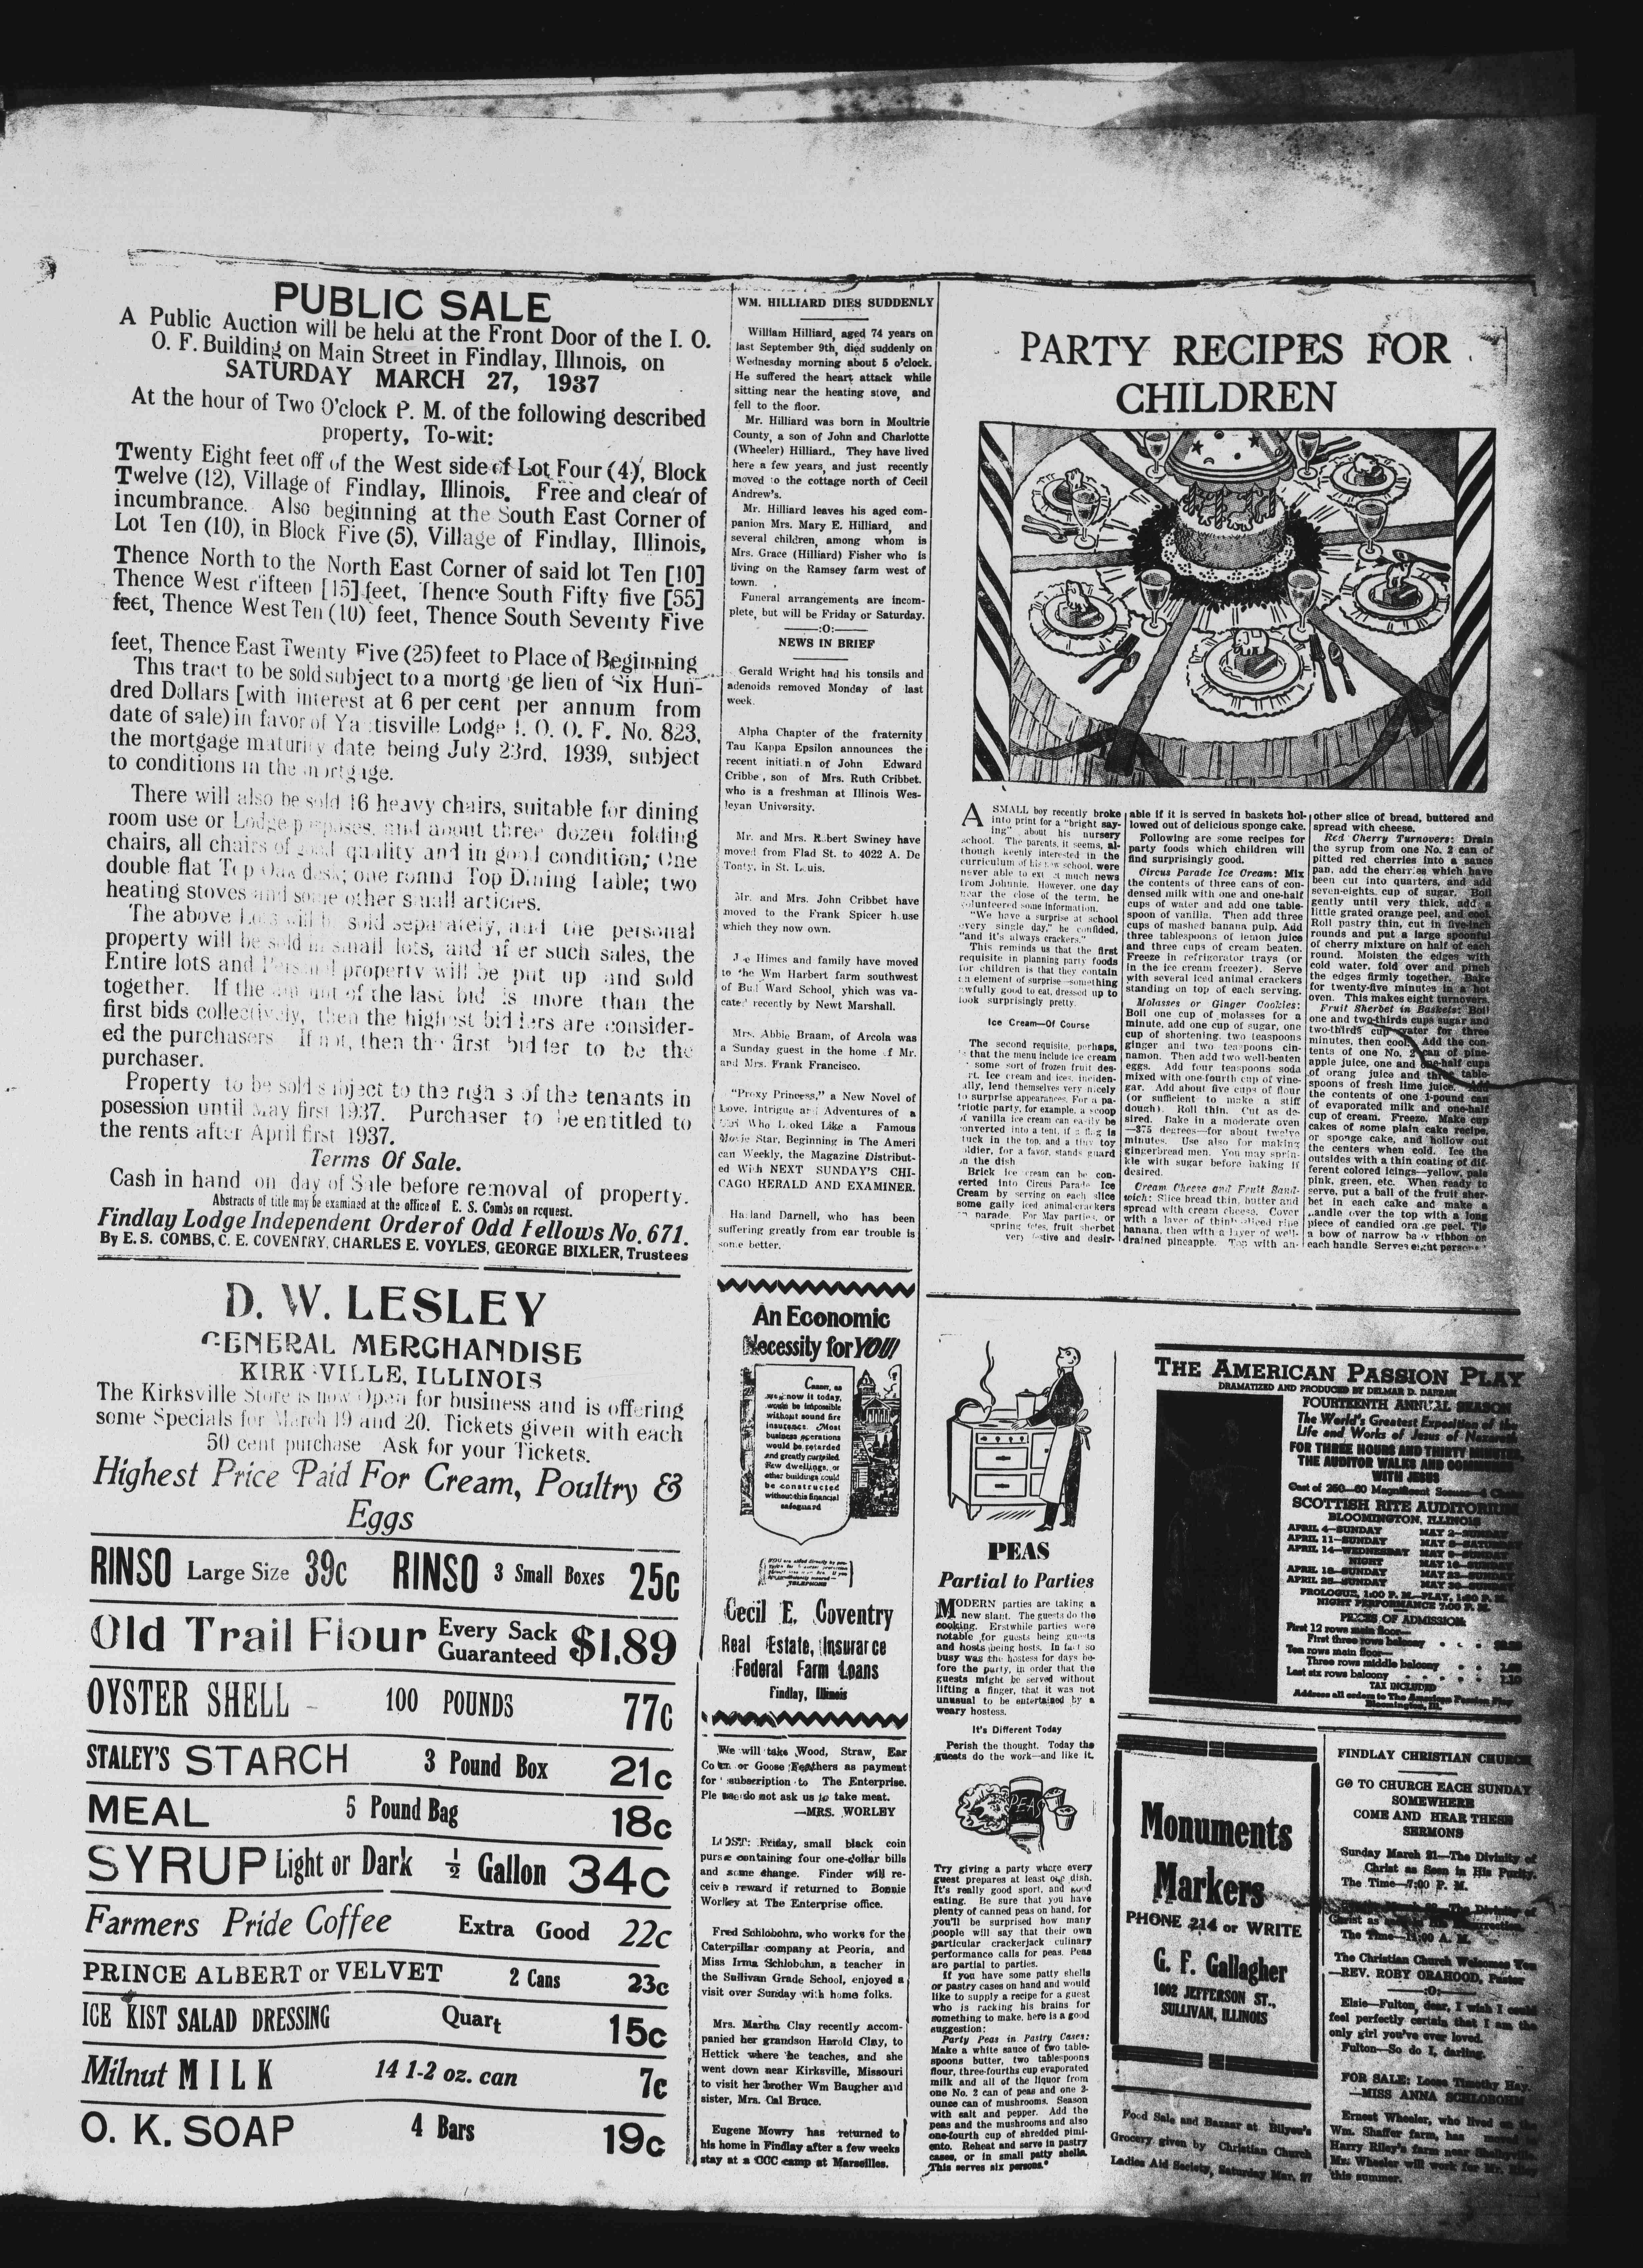 PUBLIC SALE
A Public Auction will be held at the Front Door of the I. O.
O. F. Building on Main Street in Findlay, Illinois, on
SATURDAY MARCH 27, 1937
At the hour of Two O'clock P. M. of the following described
property, To-wit:
Twenty Eight feet off of the West side of Lot Four (4), Block
Twelve (12), Village of Findlay, Illinois. Free and clear of
incumbrance. Also beginning at the South East Corner of
Lot Ten (10), in Block Five (5), Village of Findlay, Illinois,
Thence North to the North East Corner of said lot Ten [10]
Thence West Fifteen [15] feet, Thence South Fifty five [55]
feet, Thence West Ten (10) feet, Thence South Seventy Five
feet, Thence East Twenty Five (25) feet to Place of Beginning
This tract to be sold subject to a mortg ge lien of Six Hun-
dred Dollars [with interest at 6 per cent per annum from
date of sale) in favor of Ya tisville Lodge I. O. O. F. No. 823,
the mortgage maturity date being July 23rd, 1939, subject
to conditions in the mortgage.
There will also be sold 16 heavy chairs, suitable for dining
room use or Lodge purposes, and about three dozen folding
chairs, all chairs of good quality and in good condition; One
double flat Top Oak desk; one round Top Dining Table; two
heating stoves and some other small articles.
The above Lots will be sold separately, and the personal
property will be sold in small lots, and af er such sales, the
Entire lots and Personal property will be put up and sold
together. If the amount of the last bid is more than the
first bids collectively, then the highest bidders are consider-
ed the purchasers If not, then the first bidder to be the
purchaser.
Property to be sold subject to the righ s of the tenants in
posession until May first 1937. Purchaser to be entitled to
the rents after April first 1937.
Terms Of Sale.
Cash in hand on day of Sale before removal of property.
Abstracts of title may be examined at the office of E. S. Combs on request.
Findlay Lodge Independent Order of Odd Fellows No. 671.
By E. S. COMBS, C. E. COVENTRY, CHARLES E. VOYLES, GEORGE BIXLER, Trustees
D. W. LESLEY
GENERAL MERCHANDISE
KIRK VILLE, ILLINOIS
The Kirksville Store is now Open for business and is offering
some Specials for March 19 and 20. Tickets given with each
50 cent purchase Ask for your Tickets.
Highest Price Paid For Cream, Poultry &
Eggs
RINSO Large Size 39c RINSO 3 Small Boxes 25c
Old Trail Flour Every Sack Guaranteed $1.89
OYSTER SHELL - 100 POUNDS 77c
STALEY'S STARCH 3 Pound Box 21c
MEAL 5 Pound Bag 18c
SYRUP Light or Dark ½ Gallon 34c
Farmers Pride Coffee Extra Good 22c
PRINCE ALBERT or VELVET 2 Cans 23c
ICE KIST SALAD DRESSING Quart 15c
Milnut MILK 14 1-2 oz. can 7c
O. K. SOAP 4 Bars 19c
WM. HILLIARD DIES SUDDENLY
William Hilliard, aged 74 years on
last September 9th, died suddenly on
Wednesday morning about 5 o'clock.
He suffered the heart attack while
sitting near the heating stove, and
fell to the floor.
Mr. Hilliard was born in Moultrie
County, a son of John and Charlotte
(Wheeler) Hilliard., They have lived
here a few years, and just recently
moved to the cottage north of Cecil
Andrew's.
Mr. Hilliard leaves his aged com-
panion Mrs. Mary E. Hilliard, and
several children, among whom is
Mrs. Grace (Hilliard) Fisher who is
living on the Ramsey farm west of
town.
Funeral arrangements are incom-
plete, but will be Friday or Saturday.
:O:
NEWS IN BRIEF
Gerald Wright had his tonsils and
adenoids removed Monday of last
week.
Alpha Chapter of the fraternity
Tau Kappa Epsilon announces the
recent initiati n of John Edward
Cribbe , son of Mrs. Ruth Cribbet.
who is a freshman at Illinois Wes-
leyan University.
Mr. and Mrs. Robert Swiney have
moved from Flad St. to 4022 A. De
Tonty, in St. Louis.
Mr. and Mrs. John Cribbet have
moved to the Frank Spicer house
which they now own.
Joe Himes and family have moved
to the Wm Harbert farm southwest
of Bul Ward School, yhich was va-
cated recently by Newt Marshall.
Mrs. Abbie Braam, of Arcola was
a Sunday guest in the home of Mr.
and Mrs. Frank Francisco.
"Proxy Princess," a New Novel of
Love. Intrigue and Adventures of a
Girl Who Looked Like a Famous
Movie Star. Beginning in The Ameri
can Weekly, the Magazine Distribut-
ed With NEXT SUNDAY'S CHI-
CAGO HERALD AND EXAMINER.
Harland Darnell, who has been
suffering greatly from ear trouble is
some better.
An Economic
Necessity for YOU!
Career, as
we know it today,
would be impossible
without sound fire
insurance. Most
business operations
would be retarded
and greatly curtailed.
Few dwellings, or
other buildings could
be constructed
without this financial
safeguard
TELEPHONE
Cecil E. Coventry
Real Estate, Insurance
Federal Farm Loans
Findlay, Illinois
We will take Wood, Straw, Ear
Corn or Goose Feathers as payment
for subscription to The Enterprise.
Please do not ask us to take meat.
—MRS. WORLEY
LOST: Friday, small black coin
purse containing four one-dollar bills
and some change. Finder will re-
ceive reward if returned to Bonnie
Worlley at The Enterprise office.
Fred Schlobohm, who works for the
Caterpillar company at Peoria, and
Miss Irma Schlobohm, a teacher in
the Sullivan Grade School, enjoyed a
visit over Sunday with home folks.
Mrs. Martha Clay recently accom-
panied her grandson Harold Clay, to
Hettick where he teaches, and she
went down near Kirksville, Missouri
to visit her brother Wm Baugher and
sister, Mrs. Cal Bruce.
Eugene Mowry has returned to
his home in Findlay after a few weeks
stay at a CCC camp at Marseilles.
PARTY RECIPES FOR
CHILDREN
A SMALL boy recently broke
into print for a "bright say-
ing" about his nursery
school. The parents, it seems, al-
though keenly interested in the
curriculum of his new school, were
never able to ext act much news
from Johnnie. However, one day
near the close of the term, he
volunteered some information.
"We have a surprise at school
every single day," he confided,
"and it's always crackers."
This reminds us that the first
requisite in planning party foods
for children is that they contain
an element of surprise—something
awfully good to eat, dressed up to
look surprisingly pretty.
Ice Cream—Of Course
The second requisite, perhaps,
is that the menu include ice cream
or some sort of frozen fruit des-
rt. Ice cream and ices, inciden-
ally, lend themselves very nicely
to surprise appearances. For a pa-
triotic party, for example, a scoop
of vanilla ice cream can easily be
converted into a tent, if a flag is
stuck in the top, and a tiny toy
soldier, for a favor, stands guard
on the dish
Brick Ice cream can be con-
verted into Circus Parade Ice
Cream by serving on each slice
some gaily iced animal-crackers
on parade. For May parties, or
spring fetes, fruit sherbet
very festive and desir-
able if it is served in baskets hol-
lowed out of delicious sponge cake.
Following are some recipes for
party foods which children will
find surprisingly good.
Circus Parade Ice Cream: Mix
the contents of three cans of con-
densed milk with one and one-half
cups of water and add one table-
spoon of vanilla. Then add three
cups of mashed banana pulp. Add
three tablespoons of lemon juice
and three cups of cream beaten.
Freeze in refrigerator trays (or
in the ice cream freezer). Serve
with several iced animal crackers
standing on top of each serving.
Molasses or Ginger Cookies:
Boil one cup of molasses for a
minute, add one cup of sugar, one
cup of shortening, two teaspoons
ginger and two teaspoons cin-
namon. Then add two well-beaten
eggs. Add four teaspoons soda
mixed with one-fourth cup of vine-
gar. Add about five cups of flour
(or sufficient to make a stiff
dough). Roll thin. Cut as de-
sired. Bake in a moderate oven
—375 degrees—for about twelve
minutes. Use also for making
gingerbread men. You may sprin-
kle with sugar before baking if
desired.
Cream Cheese and Fruit Sand-
wich: Slice bread thin, butter and
spread with cream cheese. Cover
with a layer of thinly sliced ripe
banana, then with a layer of well-
drained pineapple. Top with an-
other slice of bread, buttered and
spread with cheese.
Red Cherry Turnovers: Drain
the syrup from one No. 2 can of
pitted red cherries into a sauce
pan, add the cherries which have
been cut into quarters, and add
seven-eights cup of sugar. Boil
gently until very thick, add a
little grated orange peel, and cool.
Roll pastry thin, cut in five-inch
rounds and put a large spoonful
of cherry mixture on half of each
round. Moisten the edges with
cold water, fold over and pinch
the edges firmly together. Bake
for twenty-five minutes in a hot
oven. This makes eight turnovers.
Fruit Sherbet in Baskets: Boil
one and two-thirds cups sugar and
two-thirds cup water for three
minutes, then cool. Add the con-
tents of one No. 2 can of pine-
apple juice, one and one-half cups
of orang juice and three table-
spoons of fresh lime juice. Add
the contents of one 1-pound can
of evaporated milk and one-half
cup of cream. Freeze. Make cup
cakes of some plain cake recipe,
or sponge cake, and hollow out
the centers when cold. Ice the
outsides with a thin coating of dif-
ferent colored icings—yellow, pale
pink, green, etc. When ready to
serve, put a ball of the fruit sher-
bet in each cake and make a
handle over the top with a long
piece of candied ora ge peel. Tie
a bow of narrow ba y ribbon on
each handle Serves eight persons
PEAS
Partial to Parties
MODERN parties are taking a
new slant. The guests do the
cooking. Erstwhile parties were
notable for guests being guests
and hosts being hosts. In fact so
busy was the hostess for days be-
fore the party, in order that the
guests might be served without
lifting a finger, that it was not
unusual to be entertained by a
weary hostess.
It's Different Today
Perish the thought. Today the
guests do the work—and like it.
PEAS
Try giving a party where every
guest prepares at least one dish.
It's really good sport, and good
eating. Be sure that you have
plenty of canned peas on hand, for
you'll be surprised how many
people will say that their own
particular crackerjack culinary
performance calls for peas. Peas
are partial to parties.
If you have some patty shells
or pastry cases on hand and would
like to supply a recipe for a guest
who is racking his brains for
something to make, here is a good
suggestion:
Party Peas in Pastry Cases:
Make a white sauce of two table-
spoons butter, two tablespoons
flour, three-fourths cup evaporated
milk and all of the liquor from
one No. 2 can of peas and one 2-
ounce can of mushrooms. Season
with salt and pepper. Add the
peas and the mushrooms and also
one-fourth cup of shredded pimi-
ento. Reheat and serve in pastry
cases, or in small patty shells.
This serves six persons.*
THE AMERICAN PASSION PLAY
DRAMATIZED AND PRODUCED BY DELMAR D. DARRAH
FOURTEENTH ANNUAL SEASON
The World's Greatest Exposition of the
Life and Works of Jesus of Nazareth
FOR THREE HOURS AND THIRTY MINUTES,
THE AUDITOR WALKS AND COMMUNES
WITH JESUS
Cast of 250—60 Magnificent Scenes
SCOTTISH RITE AUDITORIUM
BLOOMINGTON, ILLINOIS
APRIL 4—SUNDAY MAY 2—SUNDAY
APRIL 11—SUNDAY MAY 8—SATURDAY
APRIL 14—WEDNESDAY NIGHT MAY 9—SUNDAY
MAY 16—SUNDAY
APRIL 18—SUNDAY MAY 23—SUNDAY
APRIL 25—SUNDAY MAY 30—SUNDAY
PROLOGUE, 1:00 P. M.—PLAY, 1:30 P. M.
NIGHT PERFORMANCE 7:00 P. M.
PRICES OF ADMISSION:
First 12 rows main floor—
First three rows balcony
Ten rows main floor—
Three rows middle balcony
Last six rows balcony 1.10
TAX INCLUDED
Address all orders to The American Passion Play
Bloomington, Ill.
Monuments
Markers
PHONE 214 or WRITE
G. F. Gallagher
1602 JEFFERSON ST.,
SULLIVAN, ILLINOIS
Food Sale and Bazaar at Bilyeu's
Grocery given by Christian Church
Ladies Aid Society, Saturday Mar. 27
FINDLAY CHRISTIAN CHURCH
GO TO CHURCH EACH SUNDAY
SOMEWHERE
COME AND HEAR THESE
SERMONS
Sunday March 21—The Divinity of
Christ as Seen in His Purity.
The Time—7:00 P. M.
The Divinity of
Christ as
The Time—11:00 A. M.
The Christian Church Welcomes You
—REV. ROBY ORAHOOD, Pastor
:O:
Elsie—Fulton, dear, I wish I could
feel perfectly certain that I am the
only girl you've ever loved.
Fulton—So do I, darling.
FOR SALE: Loose Timothy Hay.
—MISS ANNA SCHLOBOHM
Ernest Wheeler, who lived on the
Wm. Shaffer farm, has moved to
Harry Riley's farm near Shelbyville.
Mr. Wheeler will work for Mr. Riley
this summer.